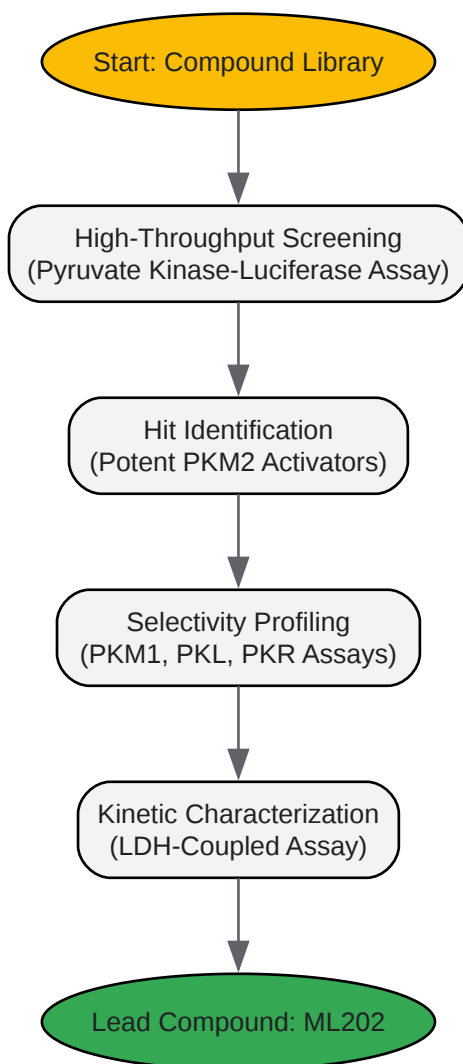 Start: Compound Library
High-Throughput Screening
(Pyruvate Kinase-Luciferase Assay)
Hit Identification
(Potent PKM2 Activators)
Selectivity Profiling
(PKM1, PKL, PKR Assays)
Kinetic Characterization
(LDH-Coupled Assay)
Lead Compound: ML202